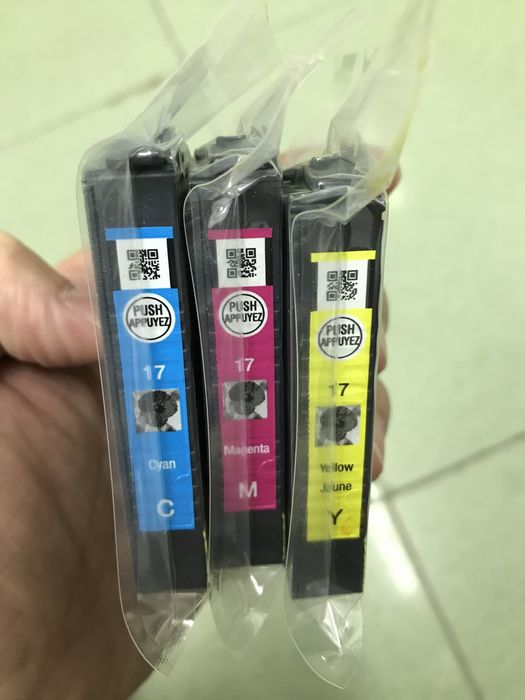 PUSH
APPUYEZ
17
Cyan
C
PUSH
APPUYEZ
17
Magenta
M
PUSH
APPUYEZ
17
Yellow
Jaune
Y